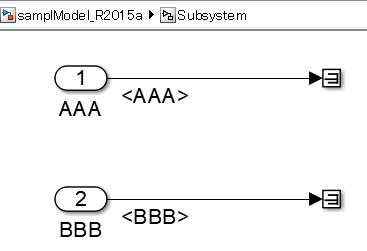 samplModel_R2015a Subsystem
1
<AAA>
AAA
2
<BBB>
BBB